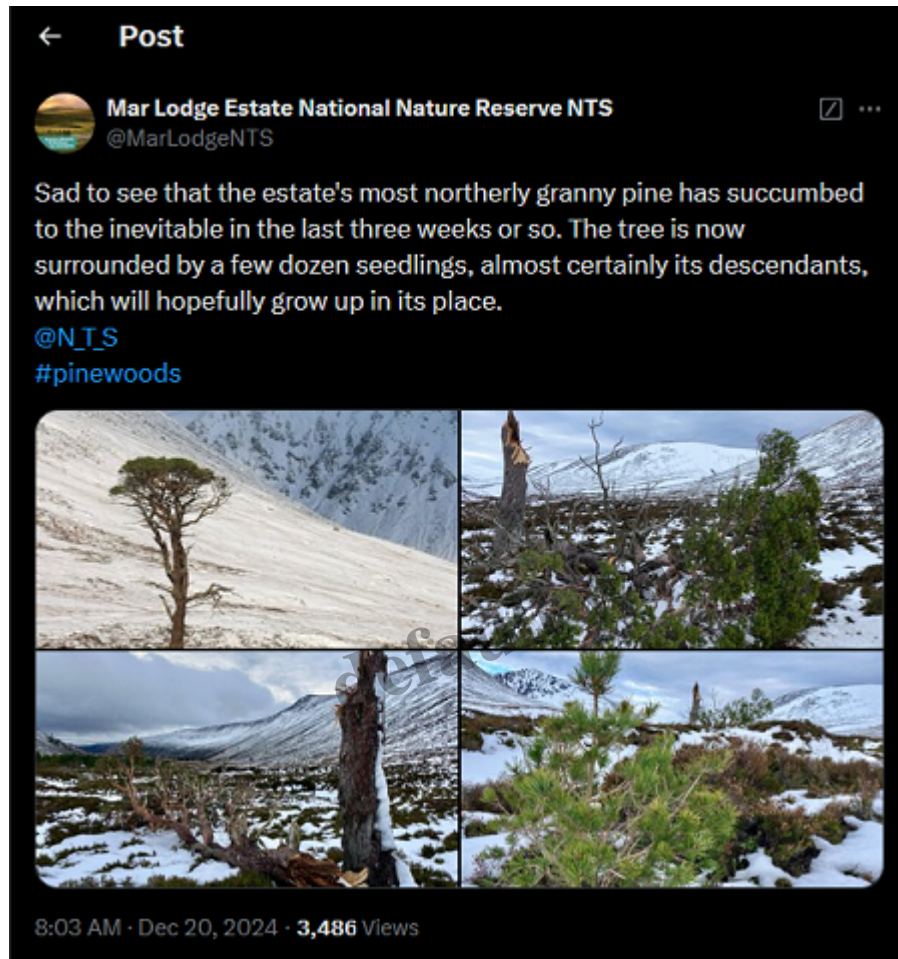 Post
Mar Lodge Estate National Nature Reserve NTS
@MarLodgeNTS
Sad to see that the estate's most northerly granny pine has succumbed
to the inevitable in the last three weeks or so. The tree is now
surrounded by a few dozen seedlings, almost certainly its descendants,
which will hopefully grow up in its place.
@N_T_S
#pinewoods
8:03 AM · Dec 20, 2024 · 3,486 Views